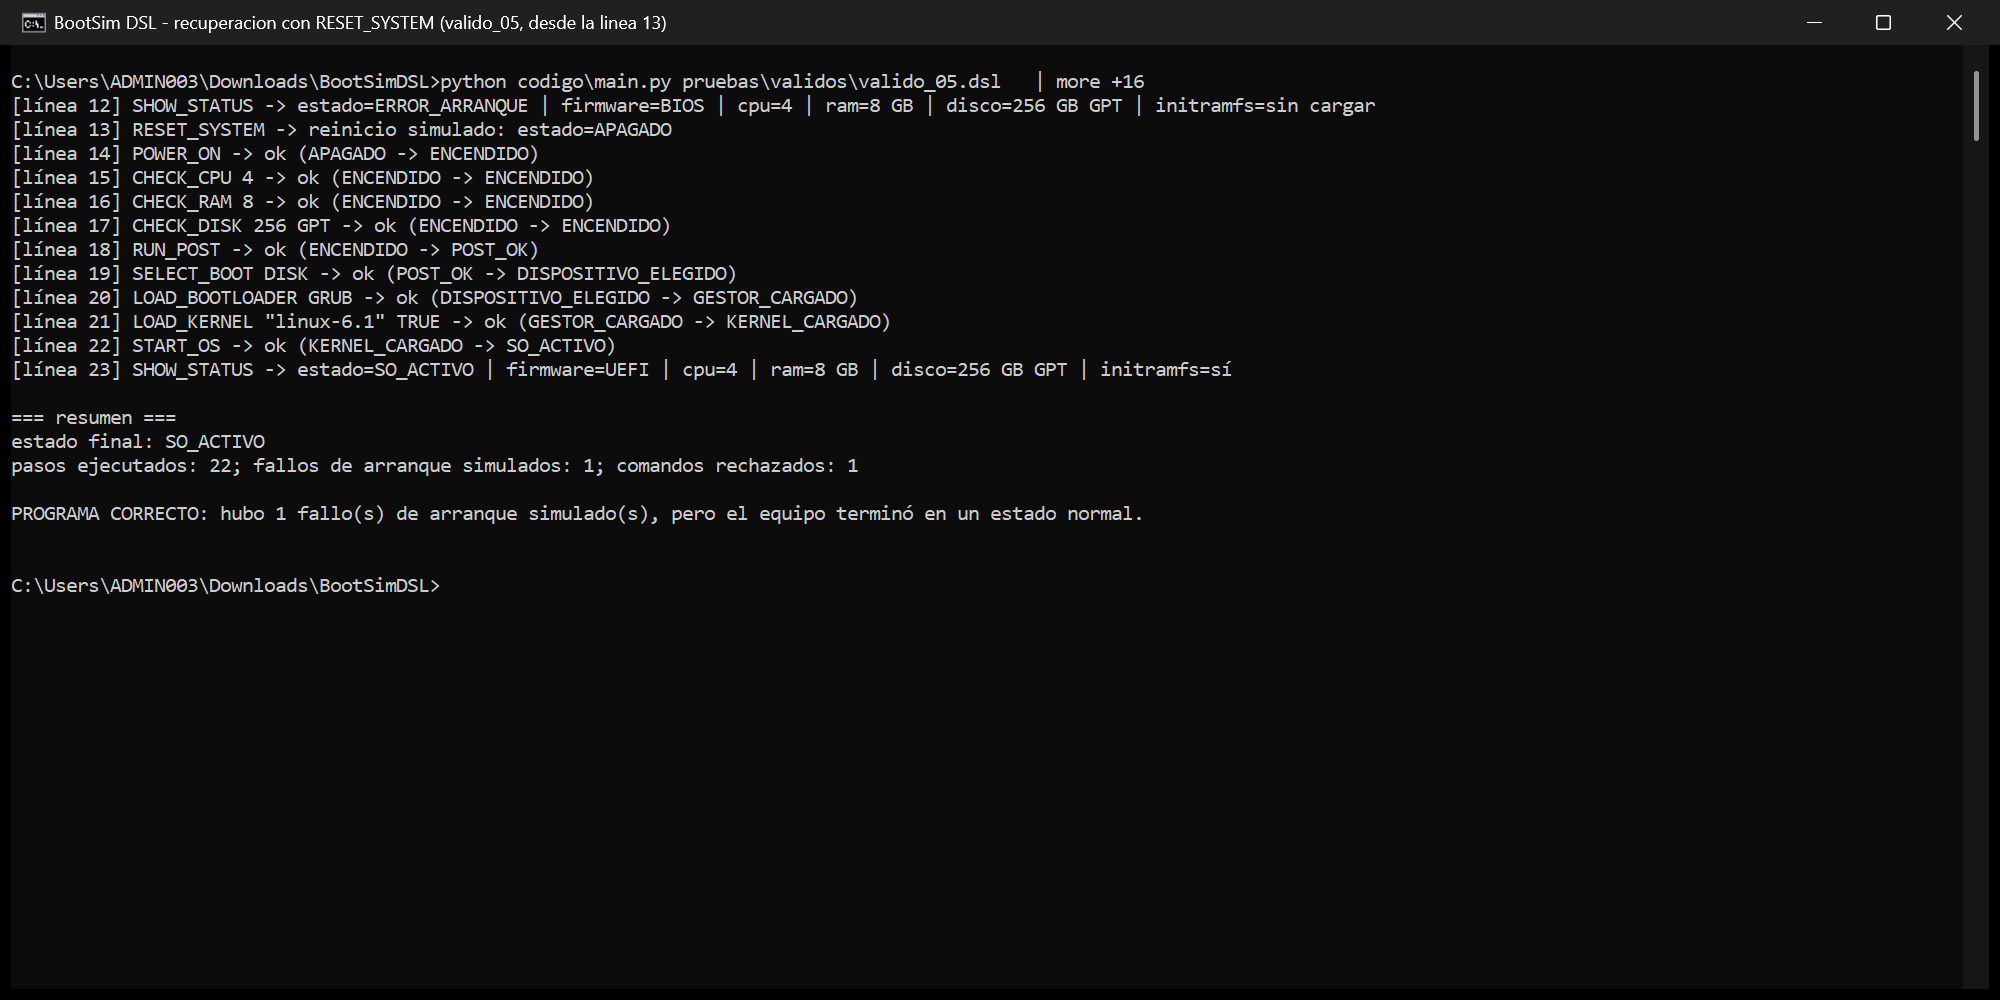 BootSim DSL - recuperacion con RESET_SYSTEM (valido_05, desde la linea 13)
C:\Users\ADMIN003\Downloads\BootSimDSL>python codigo\main.py pruebas\validos\valido_05.dsl   | more +16
[línea 12] SHOW_STATUS -> estado=ERROR_ARRANQUE | firmware=BIOS | cpu=4 | ram=8 GB | disco=256 GB GPT | initramfs=sin cargar
[línea 13] RESET_SYSTEM -> reinicio simulado: estado=APAGADO
[línea 14] POWER_ON -> ok (APAGADO -> ENCENDIDO)
[línea 15] CHECK_CPU 4 -> ok (ENCENDIDO -> ENCENDIDO)
[línea 16] CHECK_RAM 8 -> ok (ENCENDIDO -> ENCENDIDO)
[línea 17] CHECK_DISK 256 GPT -> ok (ENCENDIDO -> ENCENDIDO)
[línea 18] RUN_POST -> ok (ENCENDIDO -> POST_OK)
[línea 19] SELECT_BOOT DISK -> ok (POST_OK -> DISPOSITIVO_ELEGIDO)
[línea 20] LOAD_BOOTLOADER GRUB -> ok (DISPOSITIVO_ELEGIDO -> GESTOR_CARGADO)
[línea 21] LOAD_KERNEL "linux-6.1" TRUE -> ok (GESTOR_CARGADO -> KERNEL_CARGADO)
[línea 22] START_OS -> ok (KERNEL_CARGADO -> SO_ACTIVO)
[línea 23] SHOW_STATUS -> estado=SO_ACTIVO | firmware=UEFI | cpu=4 | ram=8 GB | disco=256 GB GPT | initramfs=sí
=== resumen ===
estado final: SO_ACTIVO
pasos ejecutados: 22; fallos de arranque simulados: 1; comandos rechazados: 1
PROGRAMA CORRECTO: hubo 1 fallo(s) de arranque simulado(s), pero el equipo terminó en un estado normal.
C:\Users\ADMIN003\Downloads\BootSimDSL>